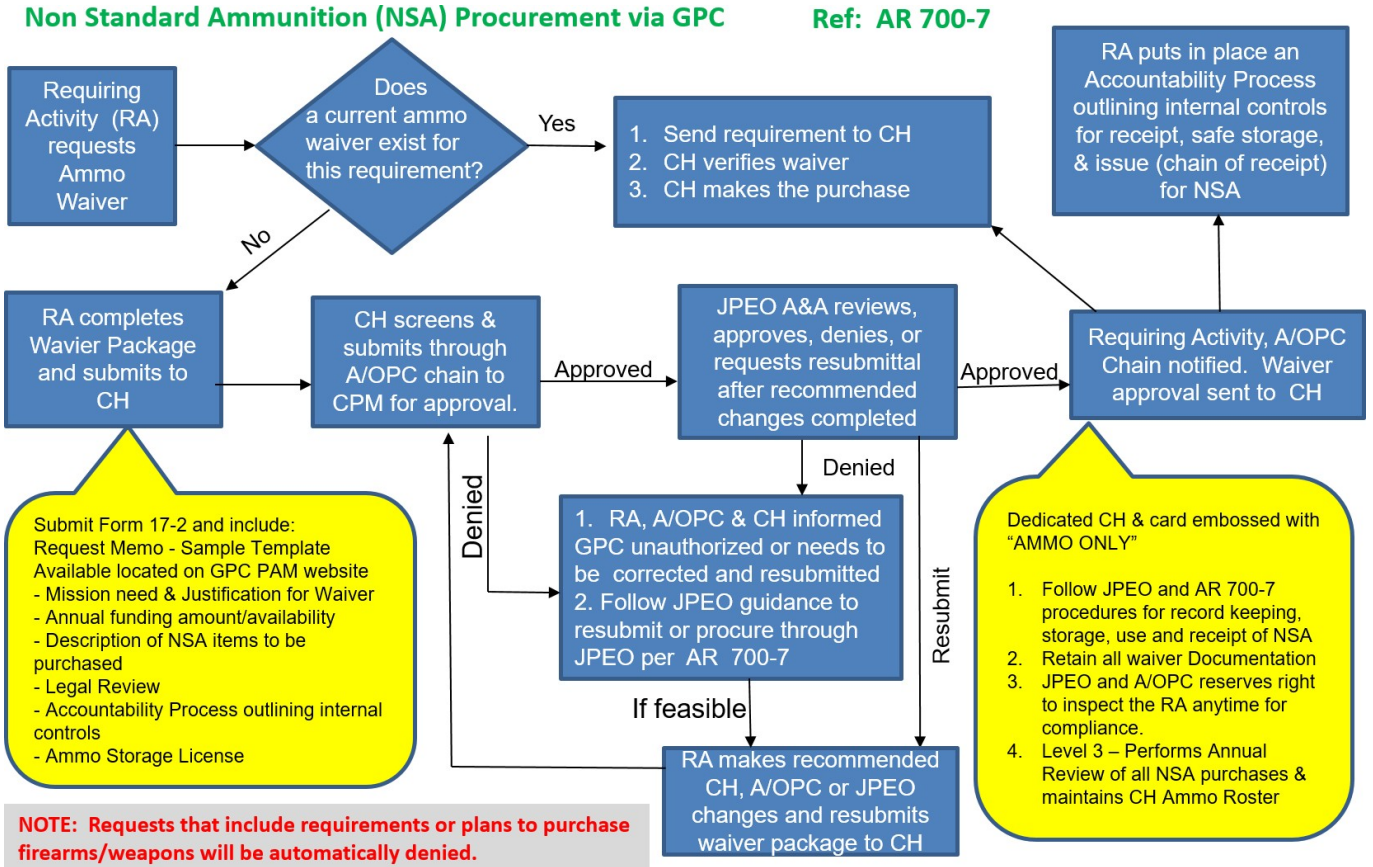 Non Standard Ammunition (NSA) Procurement via GPC
Ref: AR 700-7
Requiring
Activity (RA)
requests
Ammo
Waiver
Does
a current ammo
waiver exist for
this requirement?
Yes
1. Send requirement to CH
2. CH verifies waiver
3. CH makes the purchase
RA puts in place an
Accountability Process
outlining internal controls
for receipt, safe storage,
& issue (chain of receipt)
for NSA
No
RA completes
Wavier Package
and submits to
CH
CH screens &
submits through
A/OPC chain to
CPM for approval.
Approved
JPEO A&A reviews,
approves, denies, or
requests resubmittal
after recommended
changes completed
Approved
Requiring Activity, A/OPC
Chain notified. Waiver
approval sent to CH
Denied
Denied
Resubmit
Submit Form 17-2 and include:
Request Memo - Sample Template
Available located on GPC PAM website
- Mission need & Justification for Waiver
- Annual funding amount/availability
- Description of NSA items to be
purchased
- Legal Review
- Accountability Process outlining internal
controls
- Ammo Storage License
1. RA, A/OPC & CH informed
GPC unauthorized or needs to
be corrected and resubmitted
2. Follow JPEO guidance to
resubmit or procure through
JPEO per AR 700-7
If feasible
RA makes recommended
CH, A/OPC or JPEO
changes and resubmits
waiver package to CH
Dedicated CH & card embossed with
“AMMO ONLY”
1. Follow JPEO and AR 700-7
procedures for record keeping,
storage, use and receipt of NSA
2. Retain all waiver Documentation
3. JPEO and A/OPC reserves right
to inspect the RA anytime for
compliance.
4. Level 3 – Performs Annual
Review of all NSA purchases &
maintains CH Ammo Roster
NOTE: Requests that include requirements or plans to purchase
firearms/weapons will be automatically denied.